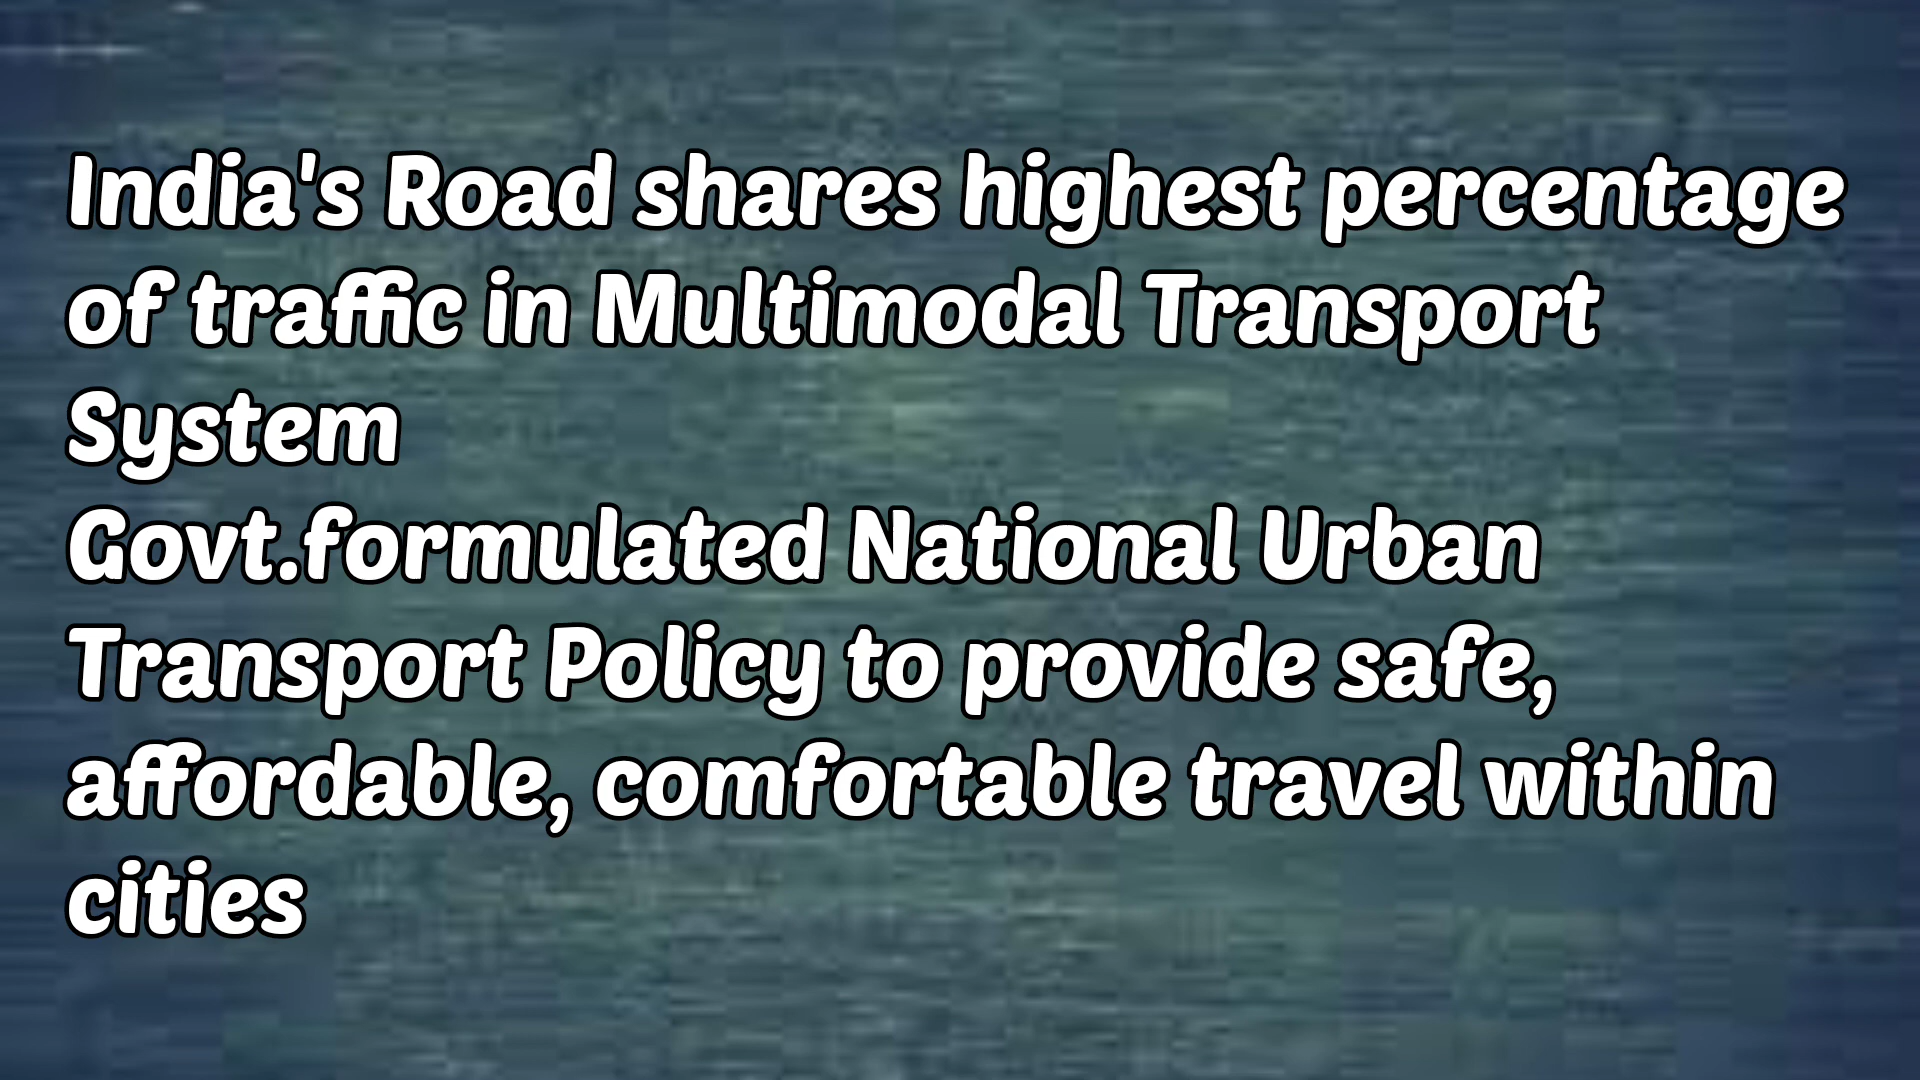 India's Road shares highest percentage
of traffic in Multimodal Transport
System
Govt.formulated National Urban
Transport Policy to provide safe,
affordable, comfortable travel within
cities